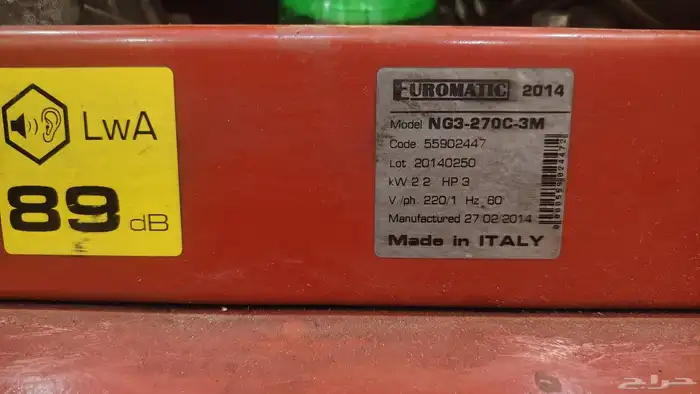 LwA
89 dB
EUROMATIC 2014
Model NG3-270C-3M
Code 55902447
Lot 20140250
kW 2 2 HP 3
V/ph 220/1 Hz 60
Manufactured 27 02 2014
Made in ITALY
حراج